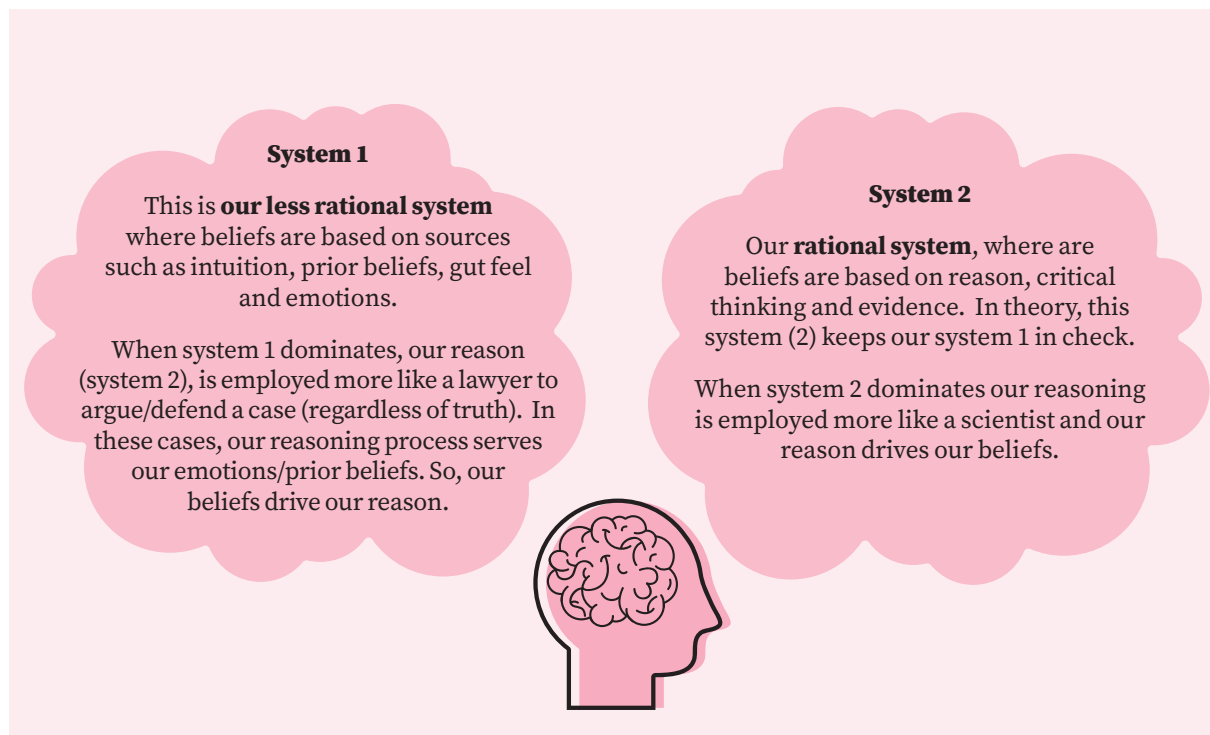 System 1
This is our less rational system
where beliefs are based on sources
such as intuition, prior beliefs, gut feel
and emotions.
When system 1 dominates, our reason
(system 2), is employed more like a lawyer to
argue/defend a case (regardless of truth).  In
these cases, our reasoning process serves
our emotions/prior beliefs. So, our
beliefs drive our reason.
System 2
Our rational system, where are
beliefs are based on reason, critical
thinking and evidence.  In theory, this
system (2) keeps our system 1 in check.
When system 2 dominates our reasoning
is employed more like a scientist and our
reason drives our beliefs.